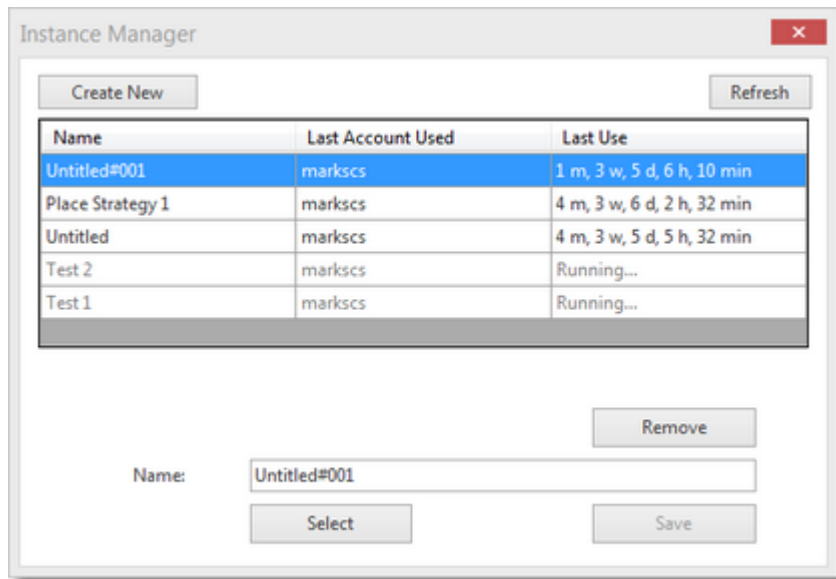 Instance Manager
Create New Refresh
Name Last Account Used Last Use
Untitled#001 markscs 1 m, 3 w, 5 d, 6 h, 10 min
Place Strategy 1 markscs 4 m, 3 w, 6 d, 2 h, 32 min
Untitled markscs 4 m, 3 w, 5 d, 5 h, 32 min
Test 2 markscs Running...
Test 1 markscs Running...
Remove
Name: Untitled#001
Select Save